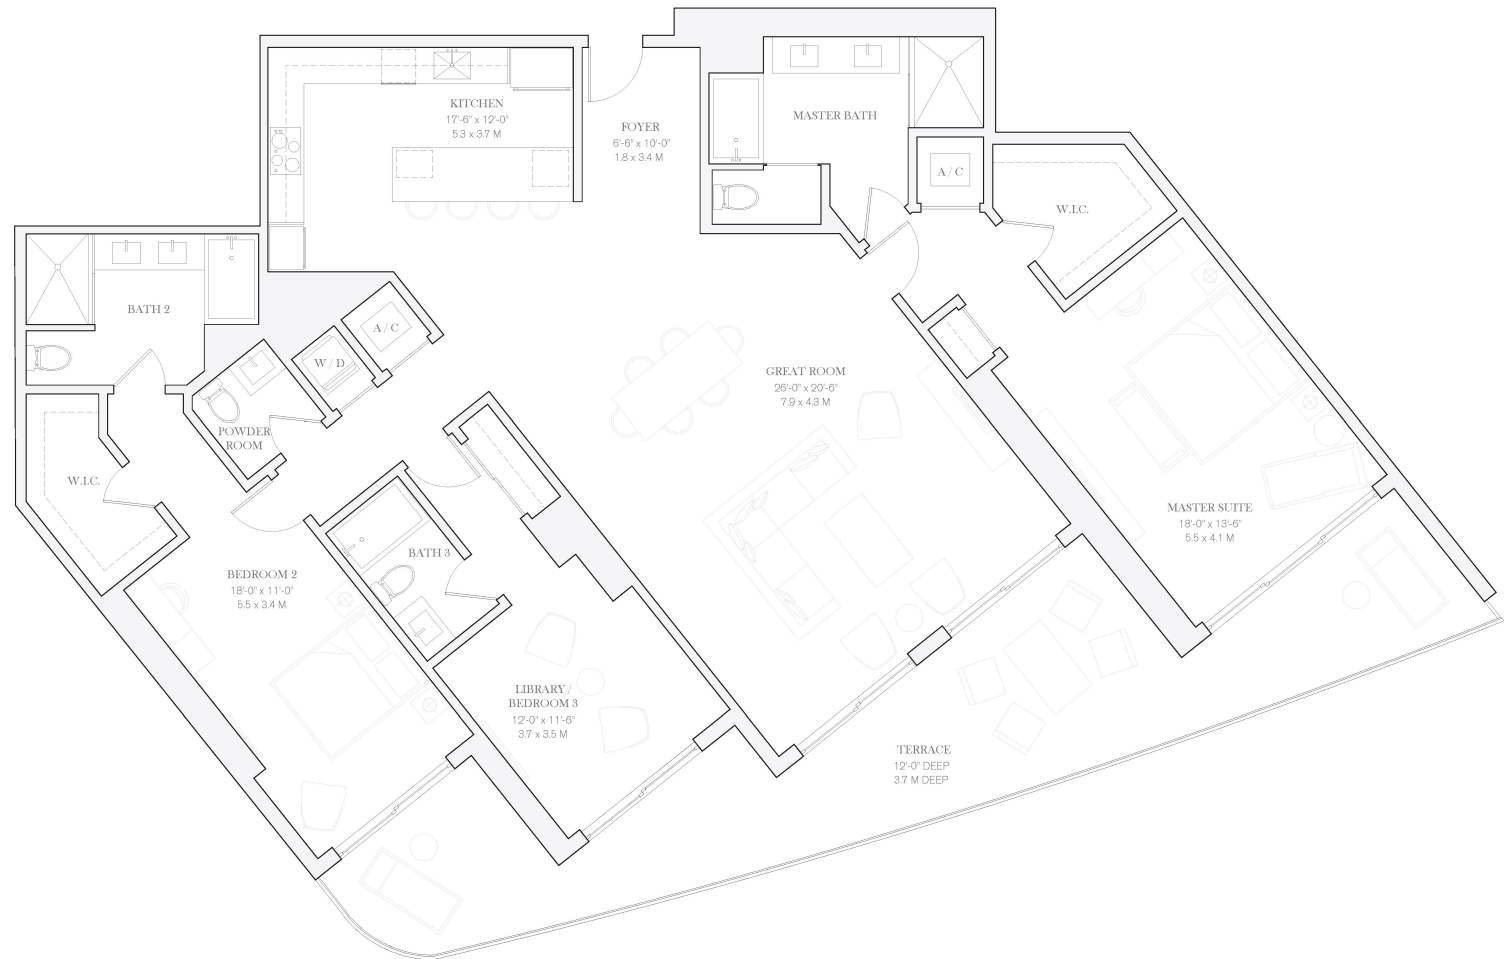 KITCHEN
17'-6" x 12'-0"
5.3 x 3.7 M
FOYER
6'-6" x 10'-0"
1.8 x 3.4 M
MASTER BATH
A / C
W.I.C.
BATH 2
A / C
W / D
POWDER
ROOM
W.I.C.
GREAT ROOM
26'-0" x 20'-6"
7.9 x 4.3 M
MASTER SUITE
18'-0" x 13'-6"
5.5 x 4.1 M
BATH 3
BEDROOM 2
18'-0" x 11'-0"
5.5 x 3.4 M
LIBRARY /
BEDROOM 3
12'-0" x 11'-6"
3.7 x 3.5 M
TERRACE
12'-0" DEEP
3.7 M DEEP